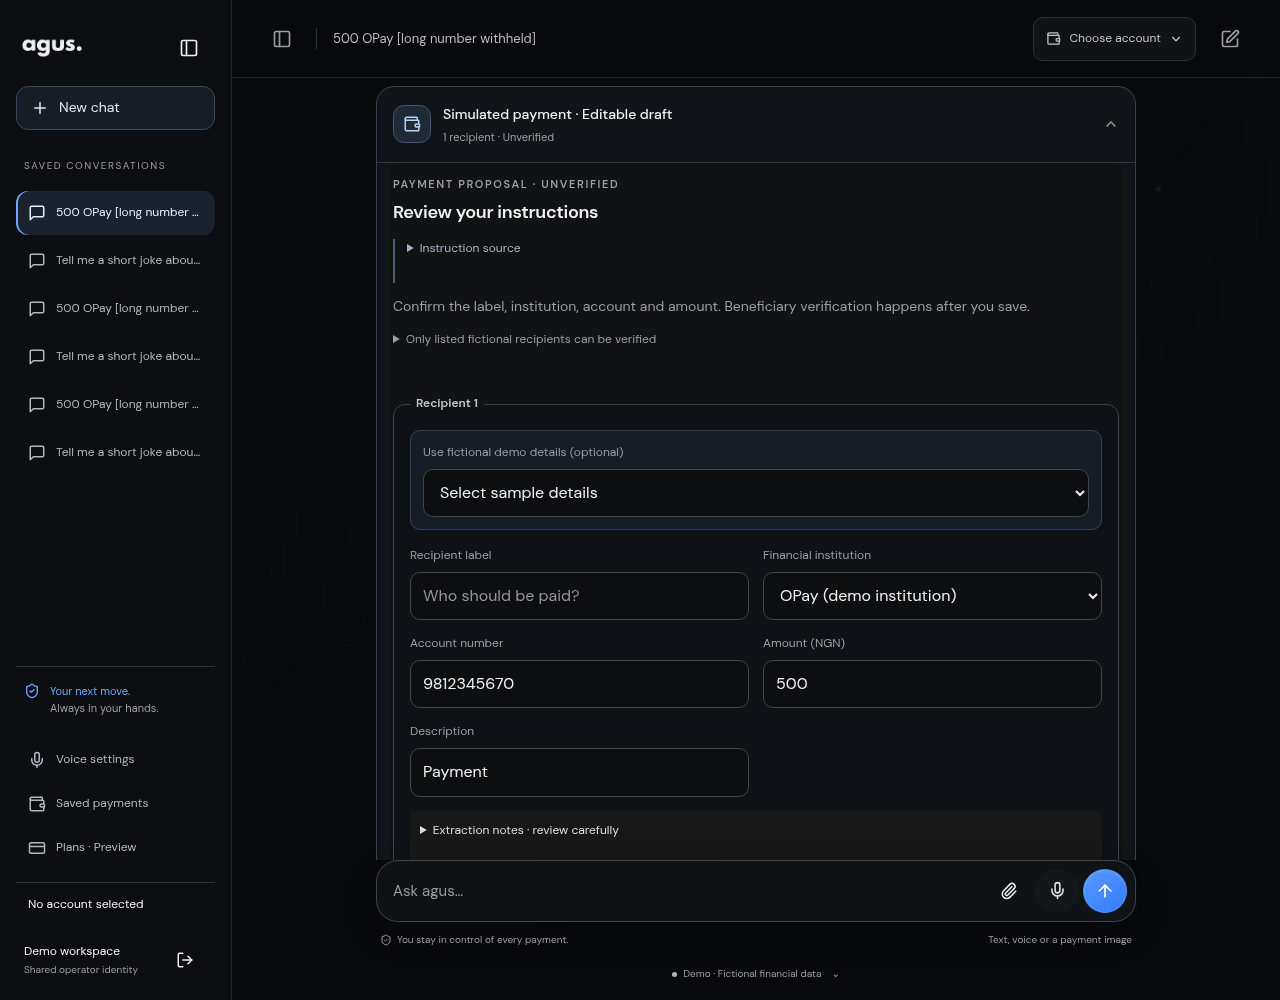 agus.
New chat
SAVED CONVERSATIONS
500 OPay [long number ...
Tell me a short joke abou...
500 OPay [long number ...
Tell me a short joke abou...
500 OPay [long number ...
Tell me a short joke abou...
Your next move.
Always in your hands.
Voice settings
Saved payments
Plans · Preview
No account selected
Demo workspace
Shared operator identity
500 OPay [long number withheld]
Choose account
Simulated payment · Editable draft
1 recipient · Unverified
PAYMENT PROPOSAL · UNVERIFIED
Review your instructions
Instruction source
Confirm the label, institution, account and amount. Beneficiary verification happens after you save.
Only listed fictional recipients can be verified
Recipient 1
Use fictional demo details (optional)
Select sample details
Recipient label
Financial institution
Who should be paid?
OPay (demo institution)
Account number
Amount (NGN)
9812345670
500
Description
Payment
Extraction notes · review carefully
Ask agus...
You stay in control of every payment.
Text, voice or a payment image
Demo · Fictional financial data